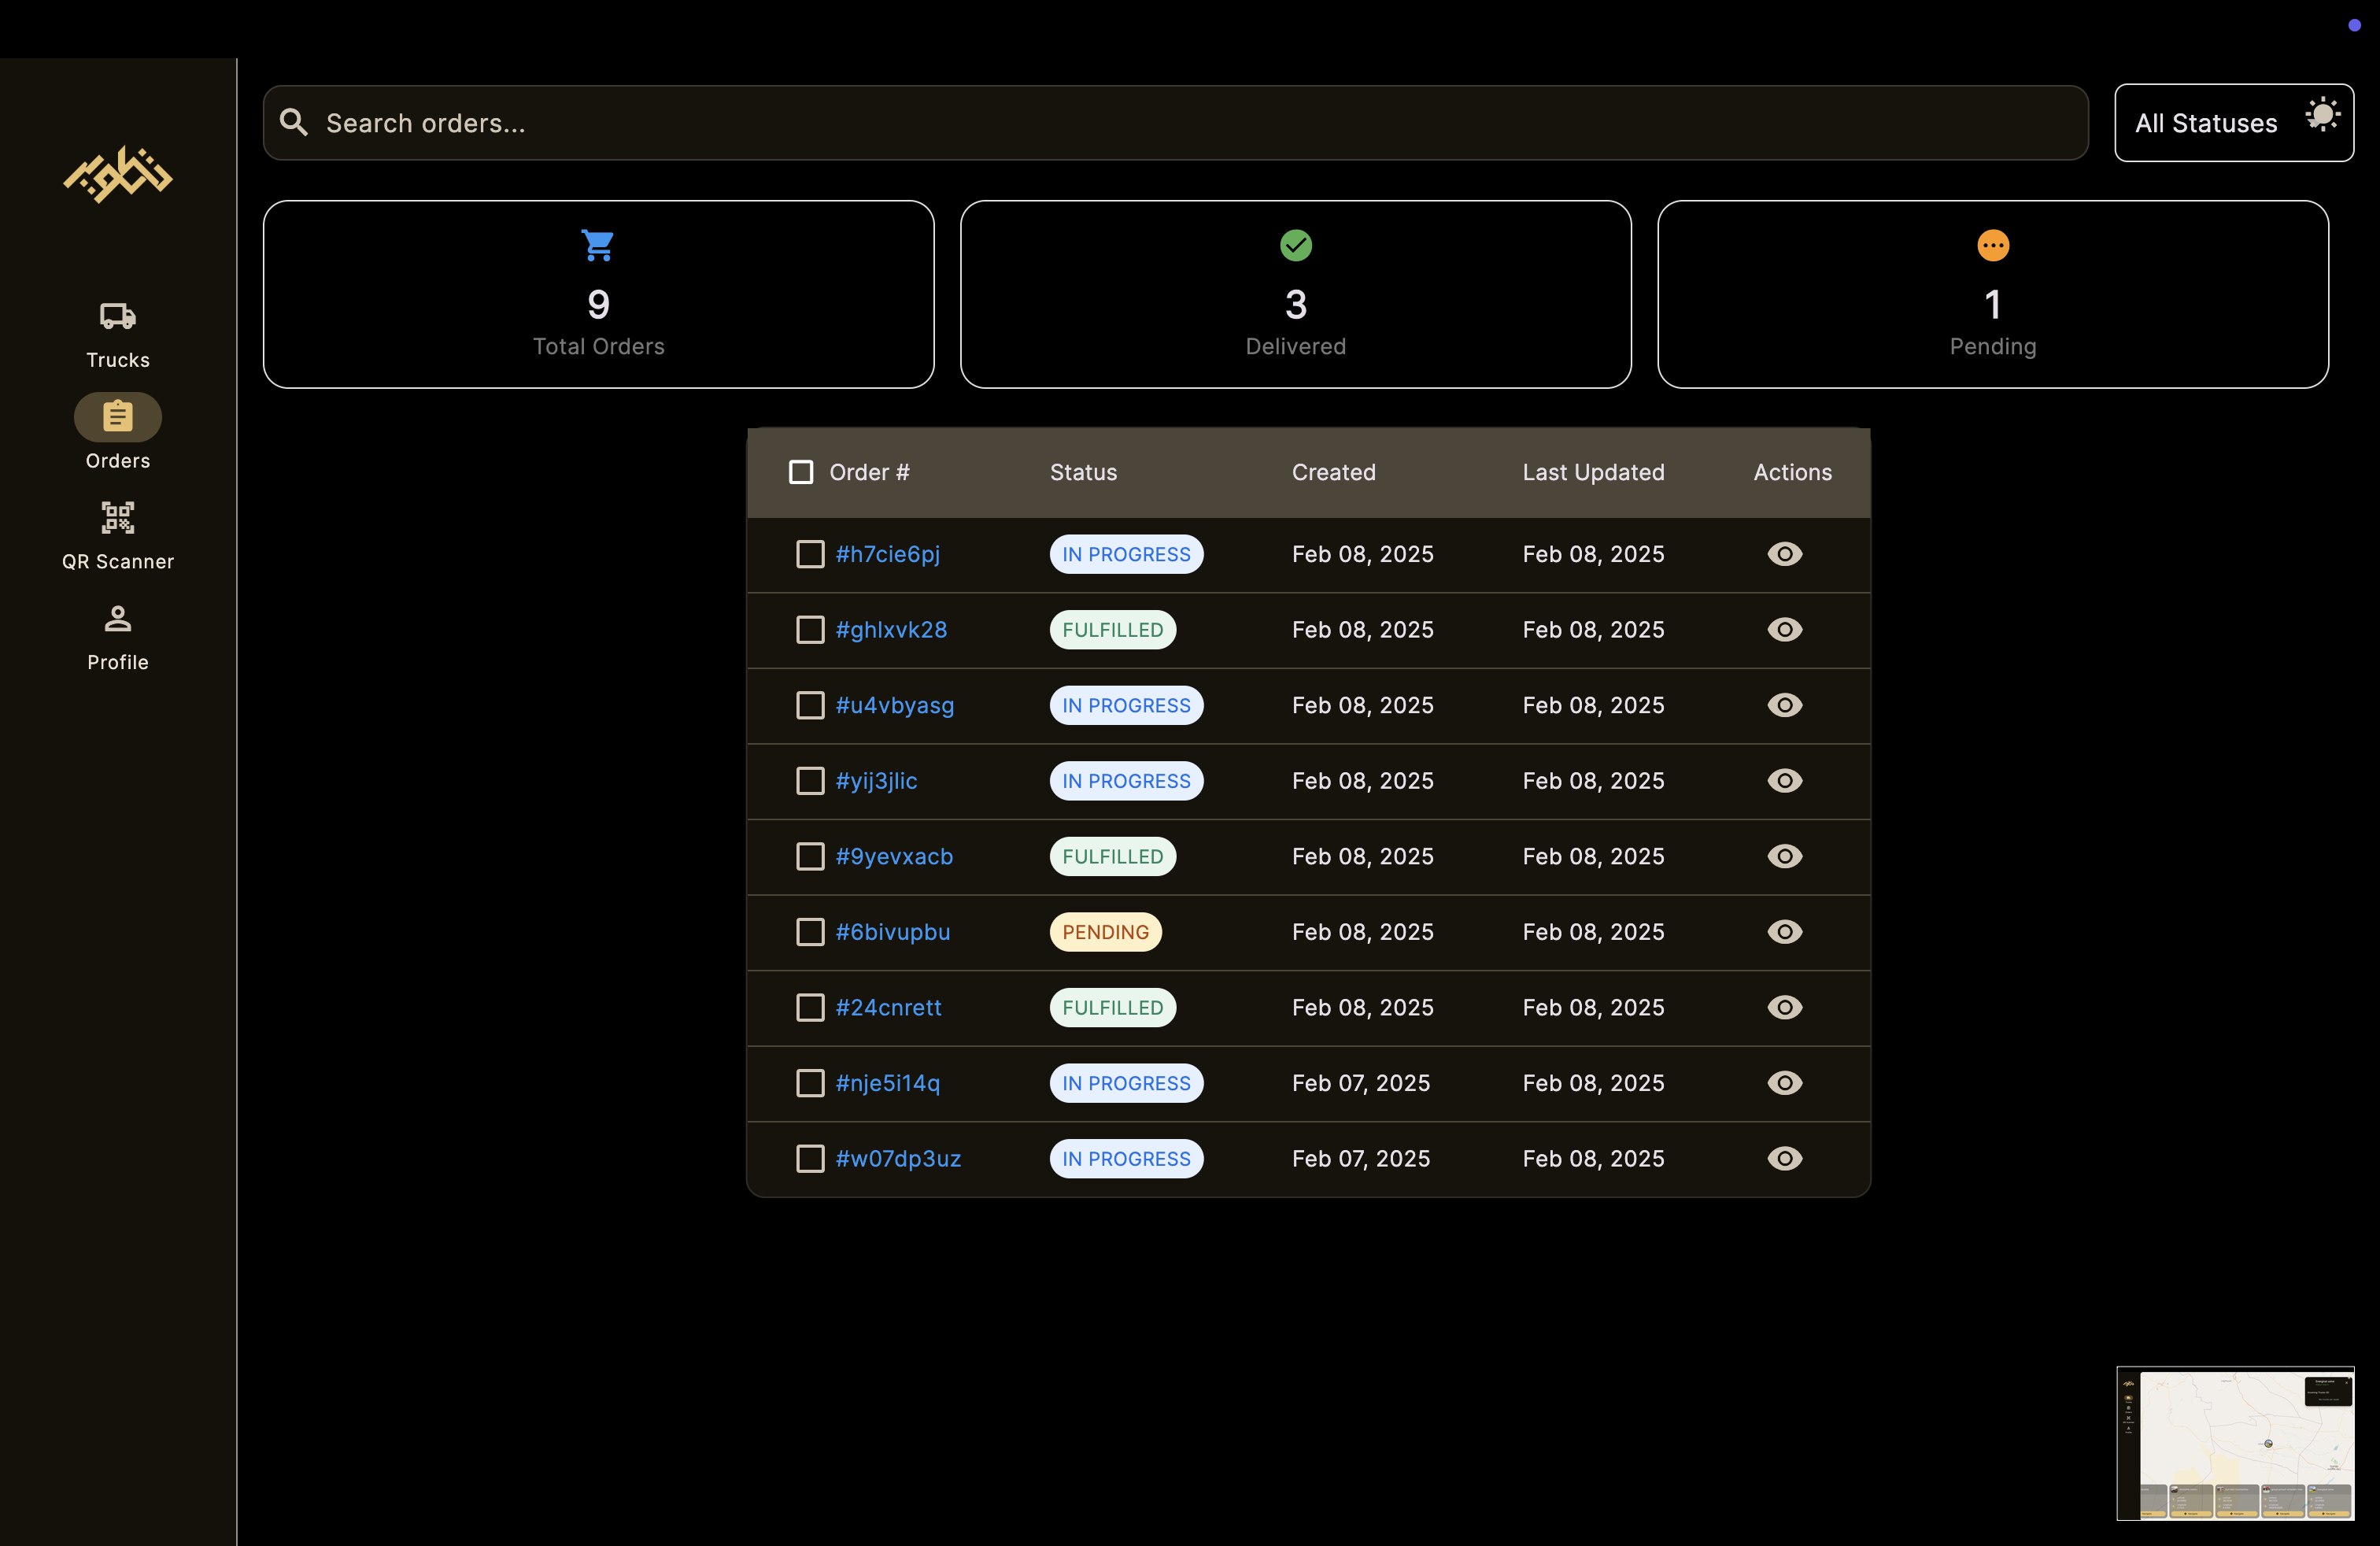 Search orders...
All Statuses
9
Total Orders
3
Delivered
1
Pending
Trucks
Orders
QR Scanner
Profile
Order # Status Created Last Updated Actions
#h7cie6pj IN PROGRESS Feb 08, 2025 Feb 08, 2025
#ghlxvk28 FULFILLED Feb 08, 2025 Feb 08, 2025
#u4vbyasg IN PROGRESS Feb 08, 2025 Feb 08, 2025
#yij3jlic IN PROGRESS Feb 08, 2025 Feb 08, 2025
#9yevxacb FULFILLED Feb 08, 2025 Feb 08, 2025
#6bivupbu PENDING Feb 08, 2025 Feb 08, 2025
#24cnrett FULFILLED Feb 08, 2025 Feb 08, 2025
#nje5i14q IN PROGRESS Feb 07, 2025 Feb 08, 2025
#w07dp3uz IN PROGRESS Feb 07, 2025 Feb 08, 2025